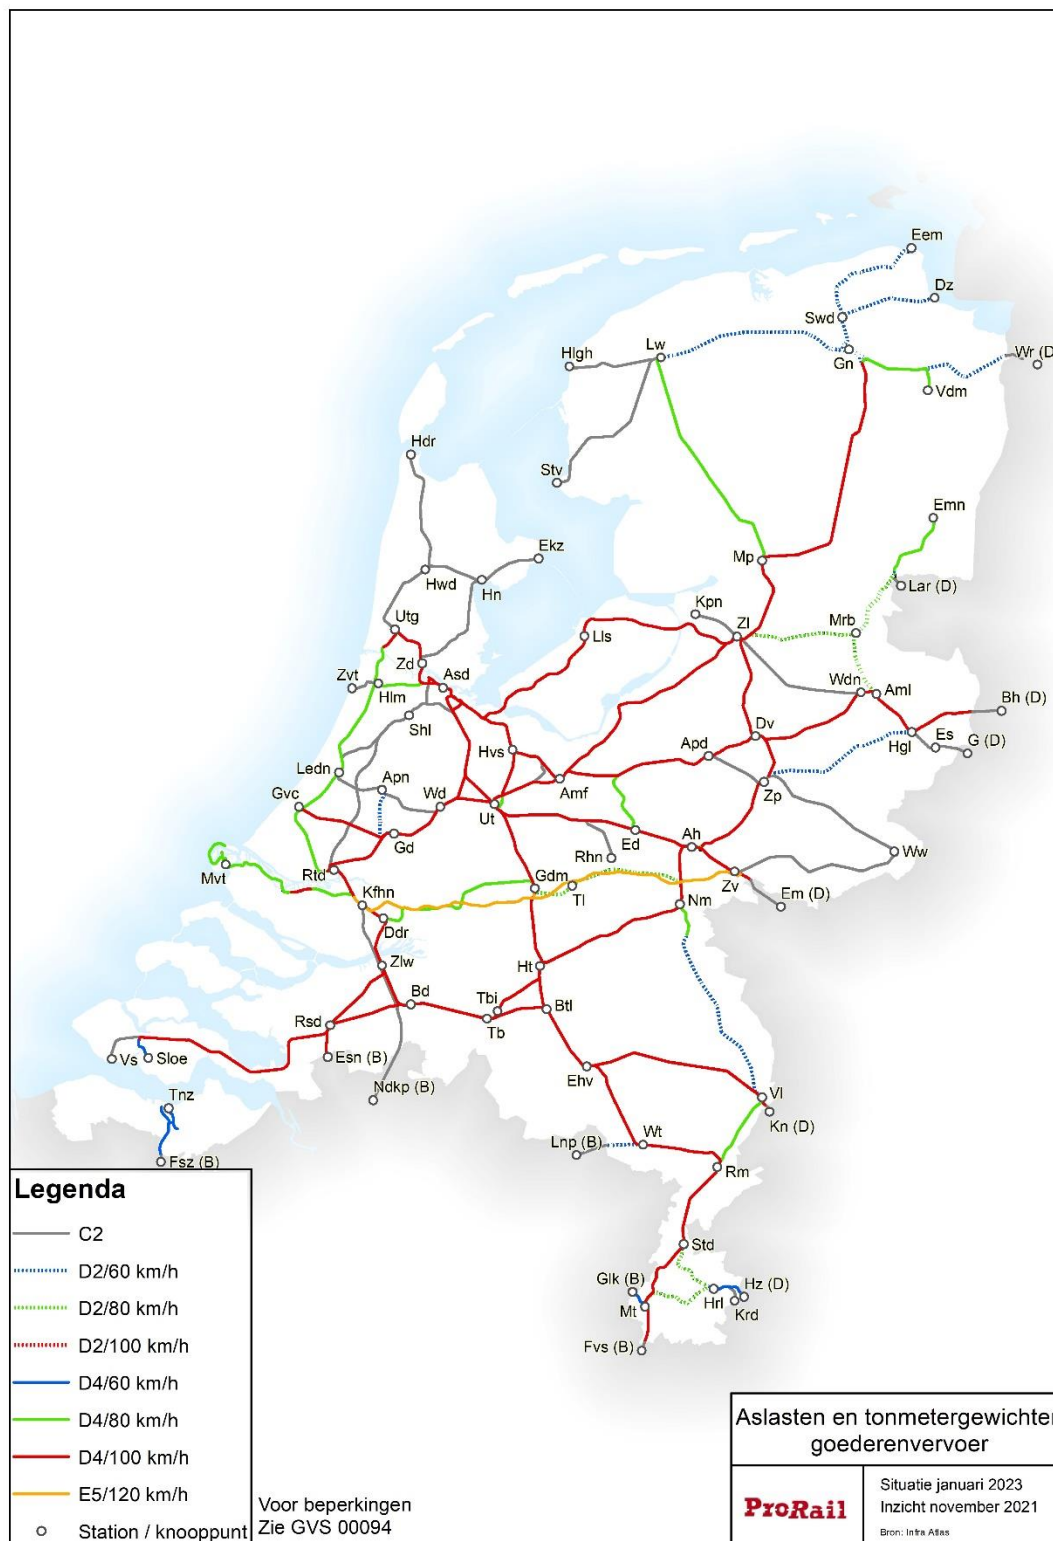 Eem
Dz
Swd
Hlgh
Lw
Gn
Wr (D
Vdm
Hdr
Stv
Emn
Ekz
Mp
Hwd
Hn
Lar (D)
Kpn
Utg
Zl
Mrb
Lls
Zd
Zvt
Asd
Wdn
Aml
Hlm
Bh (D)
Shl
Dv
Es
Hvs
Apd
Hgl
G (D)
Ledn
Apn
Amf
Zp
Gvc
Wd
Ut
Gd
Ed
Ah
Ww
Rhn
Mvt
Rtd
Gdm
Zv
Kfhn
Tl
Em (D)
Nm
Ddr
Zlw
Ht
Bd
Tbi
Btl
Rsd
Tb
Vs
Sloe
Esn (B)
Ehv
Ndkp (B)
Vl
Tnz
Kn (D)
Lnp (B)
Wt
Fsz (B)
Rm
Std
Glk (B)
Hz (D)
Mt
Hrl
Krd
Fvs (B)
Legenda
C2
D2/60 km/h
D2/80 km/h
D2/100 km/h
D4/60 km/h
D4/80 km/h
D4/100 km/h
E5/120 km/h
Station / knooppunt
Voor beperkingen
Zie GVS 00094
Aslasten en tonmetergewichten
goederenvervoer
ProRail
Situatie januari 2023
Inzicht november 2021
Bron: Infra Atlas